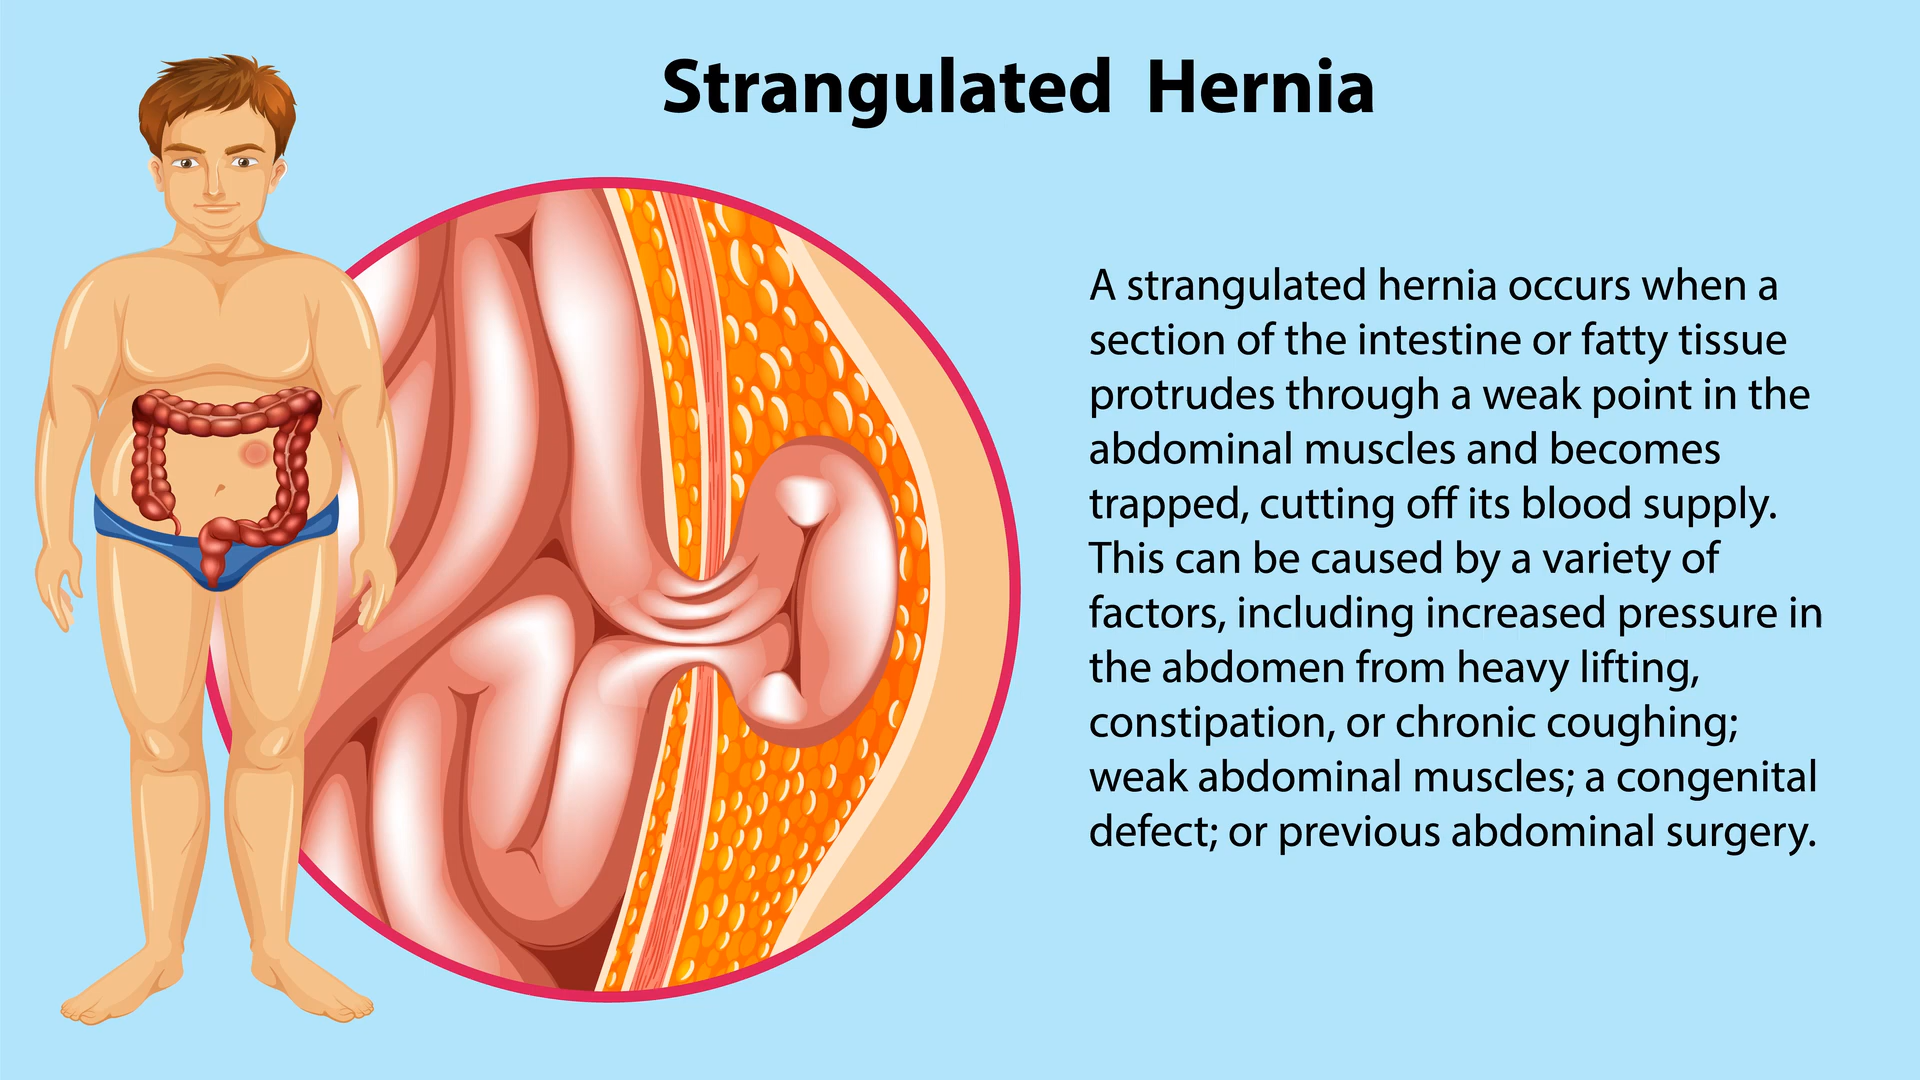 Strangulated Hernia
A strangulated hernia occurs when a
section of the intestine or fatty tissue
protrudes through a weak point in the
abdominal muscles and becomes
trapped, cutting off its blood supply.
This can be caused by a variety of
factors, including increased pressure in
the abdomen from heavy lifting,
constipation, or chronic coughing;
weak abdominal muscles; a congenital
defect; or previous abdominal surgery.